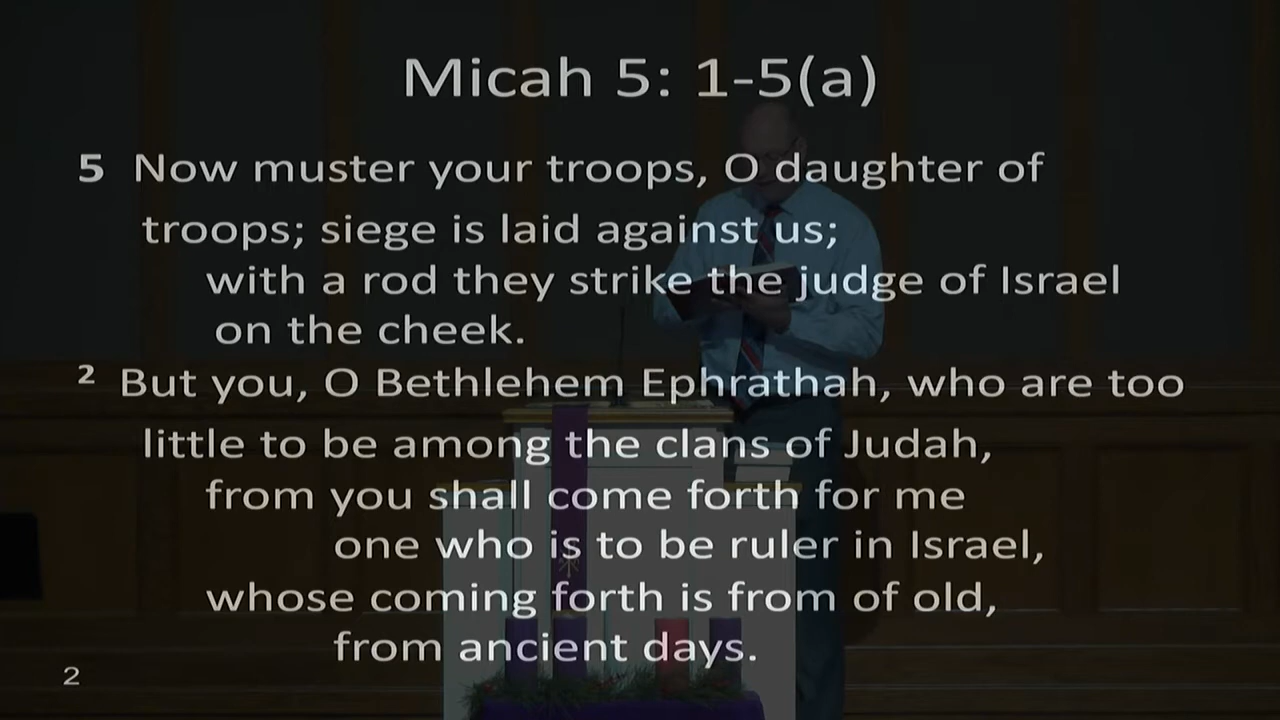 Micah 5: 1-5(a)
5 Now muster your troops, O daughter of
troops; siege is laid against us;
with a rod they strike the judge of Israel
on the cheek.
2 But you, O Bethlehem Ephrathah, who are too
little to be among the clans of Judah,
from you shall come forth for me
one who is to be ruler in Israel,
whose coming forth is from of old,
from ancient days.
2